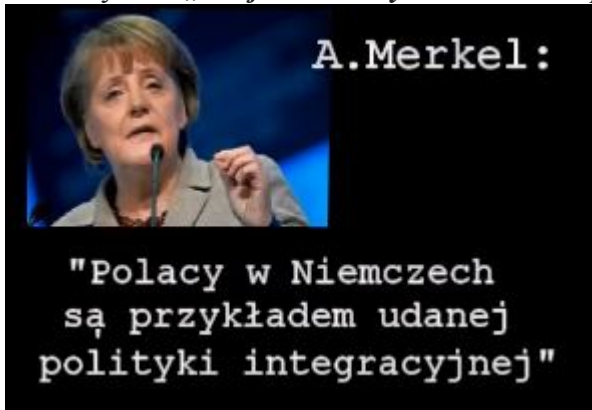 A.Merkel:
"Polacy w Niemczech
są przykładem udanej
polityki integracyjnej"